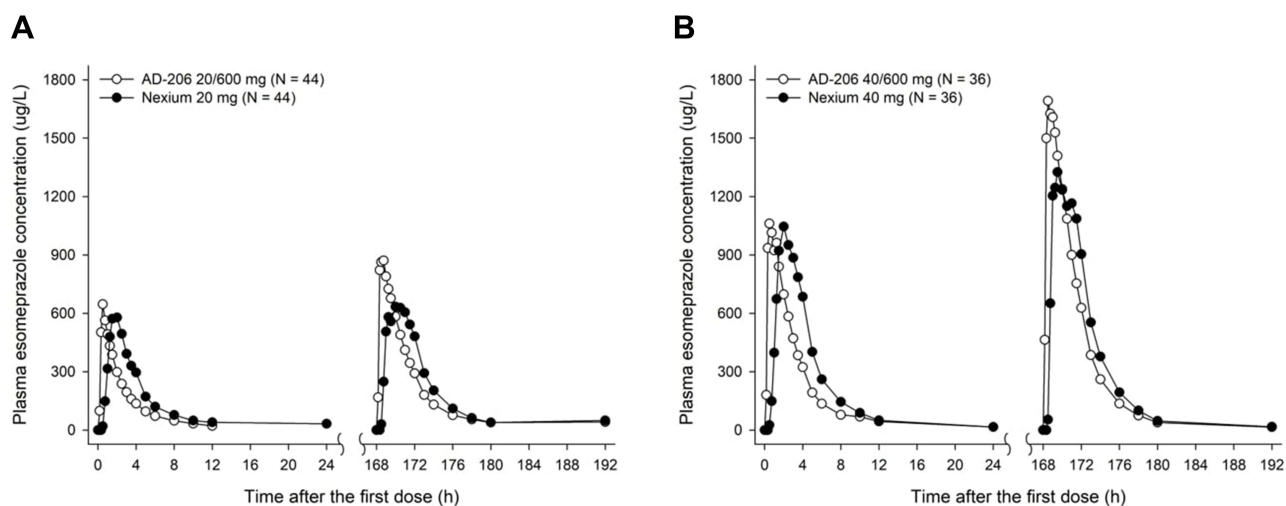 A
Plasma esomeprazole concentration (ug/L)
1800
1500
1200
900
600
300
0
AD-206 20/600 mg (N = 44)
Nexium 20 mg (N = 44)
0 4 8 12 16 20 24 168 172 176 180 184 188 192
Time after the first dose (h)
B
Plasma esomeprazole concentration (ug/L)
1800
1500
1200
900
600
300
0
AD-206 40/600 mg (N = 36)
Nexium 40 mg (N = 36)
0 4 8 12 16 20 24 168 172 176 180 184 188 192
Time after the first dose (h)